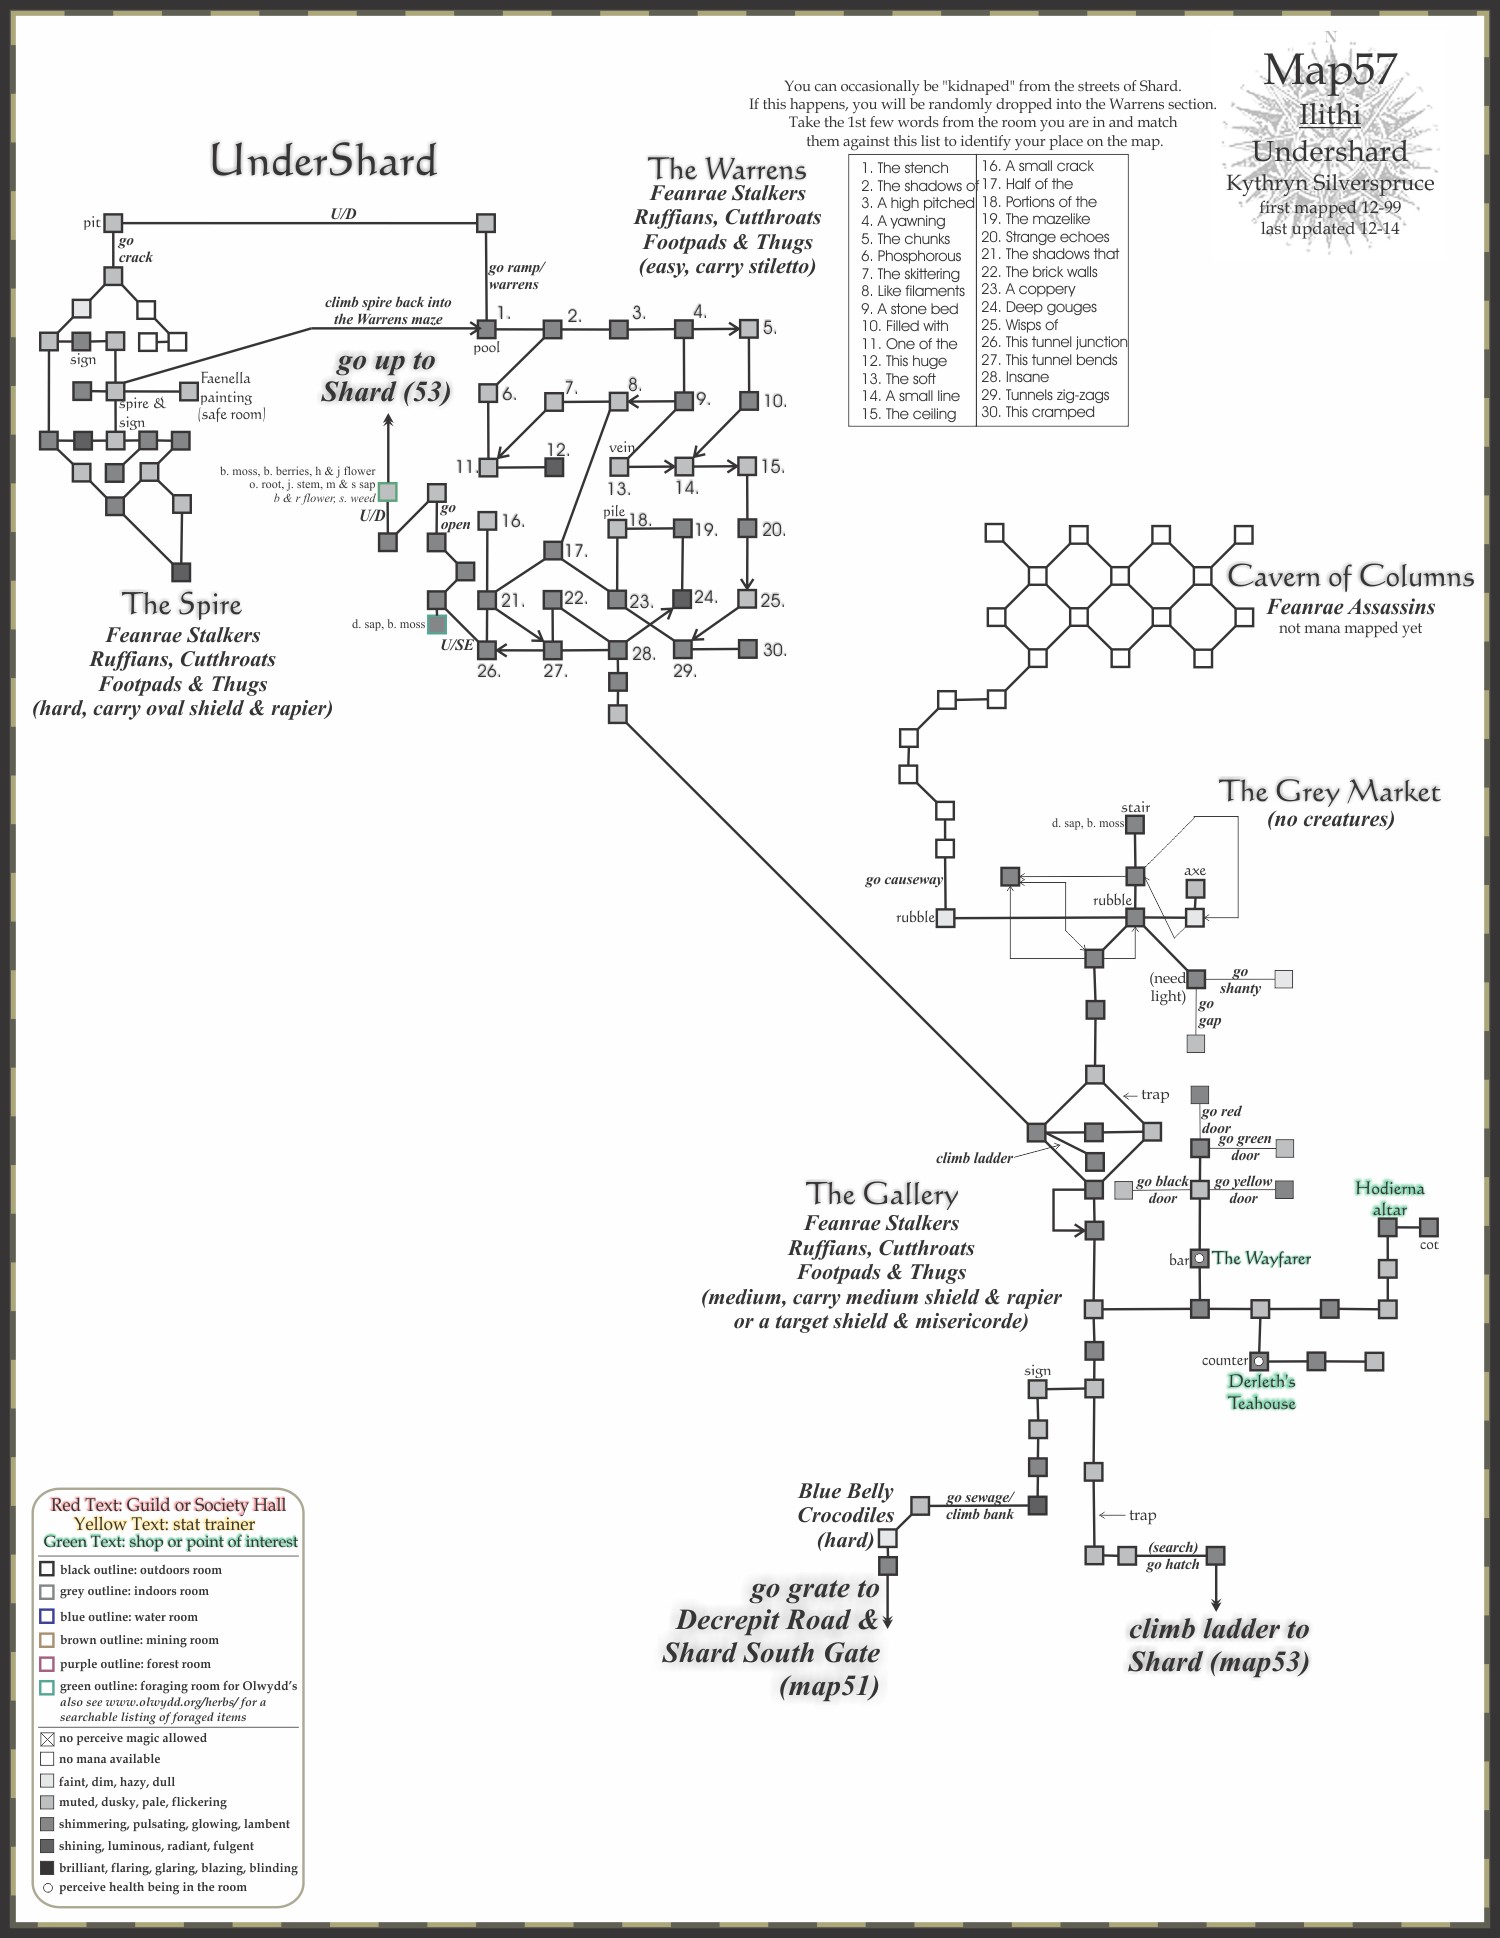 N
Map57
Ilithi
Undershard
Kythryn Silverspruce
first mapped 12-99
last updated 12-14
You can occasionally be "kidnaped" from the streets of Shard.
If this happens, you will be randomly dropped into the Warrens section.
Take the 1st few words from the room you are in and match
them against this list to identify your place on the map.
1. The stench
2. The shadows of
3. A high pitched
4. A yawning
5. The chunks
6. Phosphorous
7. The skittering
8. Like filaments
9. A stone bed
10. Filled with
11. One of the
12. This huge
13. The soft
14. A small line
15. The ceiling
16. A small crack
17. Half of the
18. Portions of the
19. The mazelike
20. Strange echoes
21. The shadows that
22. The brick walls
23. A coppery
24. Deep gouges
25. Wisps of
26. This tunnel junction
27. This tunnel bends
28. Insane
29. Tunnels zig-zags
30. This cramped
UnderShard
The Warrens
Feanrae Stalkers
Ruffians, Cutthroats
Footpads & Thugs
(easy, carry stiletto)
pit
U/D
go
crack
go ramp/
warrens
climb spire back into
the Warrens maze
sign
spire &
sign
Faenella
painting
(safe room)
go up to
Shard (53)
1.
pool
2.
3.
4.
5.
6.
7.
8.
9.
10.
11.
12.
vein
13.
14.
15.
b. moss, b. berries, h & j flower
o. root, j. stem, m & s sap
b & r flower, s. weed
U/D
go
open
16.
17.
pile
18.
19.
20.
21.
22.
23.
24.
25.
d. sap, b. moss
U/SE
26.
27.
28.
29.
30.
The Spire
Feanrae Stalkers
Ruffians, Cutthroats
Footpads & Thugs
(hard, carry oval shield & rapier)
Cavern of Columns
Feanrae Assassins
not mana mapped yet
The Grey Market
(no creatures)
stair
d. sap, b. moss
axe
go causeway
rubble
rubble
(need
light)
go
shanty
go
gap
trap
go red
door
go green
door
climb ladder
go black
door
go yellow
door
Hodierna
altar
cot
bar
The Wayfarer
The Gallery
Feanrae Stalkers
Ruffians, Cutthroats
Footpads & Thugs
(medium, carry medium shield & rapier
or a target shield & misericorde)
counter
Derleth's
Teahouse
sign
Blue Belly
Crocodiles
(hard)
go sewage/
climb bank
trap
(search)
go hatch
go grate to
Decrepit Road &
Shard South Gate
(map51)
climb ladder to
Shard (map53)
Red Text: Guild or Society Hall
Yellow Text: stat trainer
Green Text: shop or point of interest
black outline: outdoors room
grey outline: indoors room
blue outline: water room
brown outline: mining room
purple outline: forest room
green outline: foraging room for Olwydd's
also see www.olwydd.org/herbs/ for a
searchable listing of foraged items
no perceive magic allowed
no mana available
faint, dim, hazy, dull
muted, dusky, pale, flickering
shimmering, pulsating, glowing, lambent
shining, luminous, radiant, fulgent
brilliant, flaring, glaring, blazing, blinding
perceive health being in the room